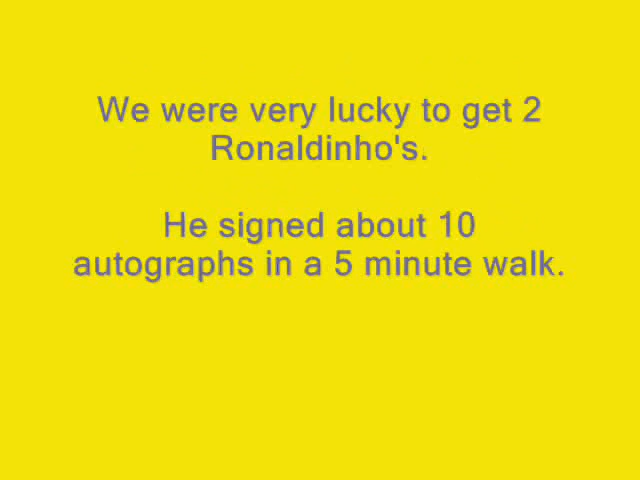 We were very lucky to get 2
Ronaldinho's.
He signed about 10
autographs in a 5 minute walk.